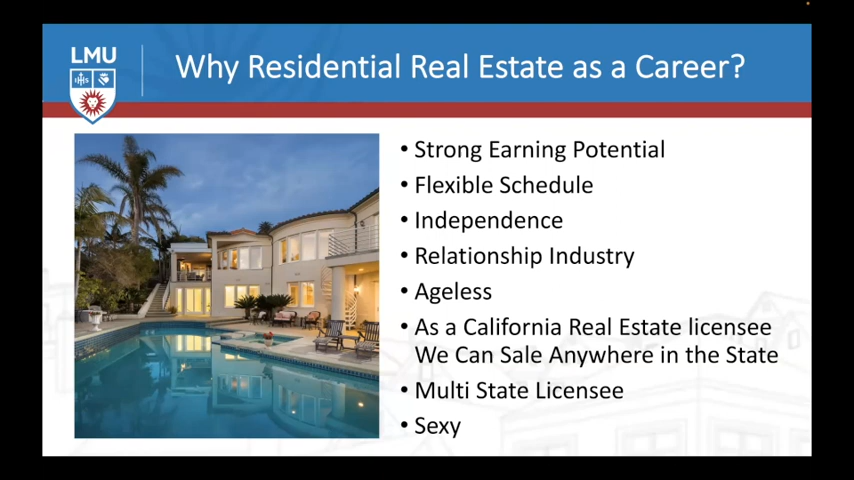 LMU
IHS
Why Residential Real Estate as a Career?
• Strong Earning Potential
• Flexible Schedule
• Independence
• Relationship Industry
• Ageless
• As a California Real Estate licensee
We Can Sale Anywhere in the State
• Multi State Licensee
• Sexy